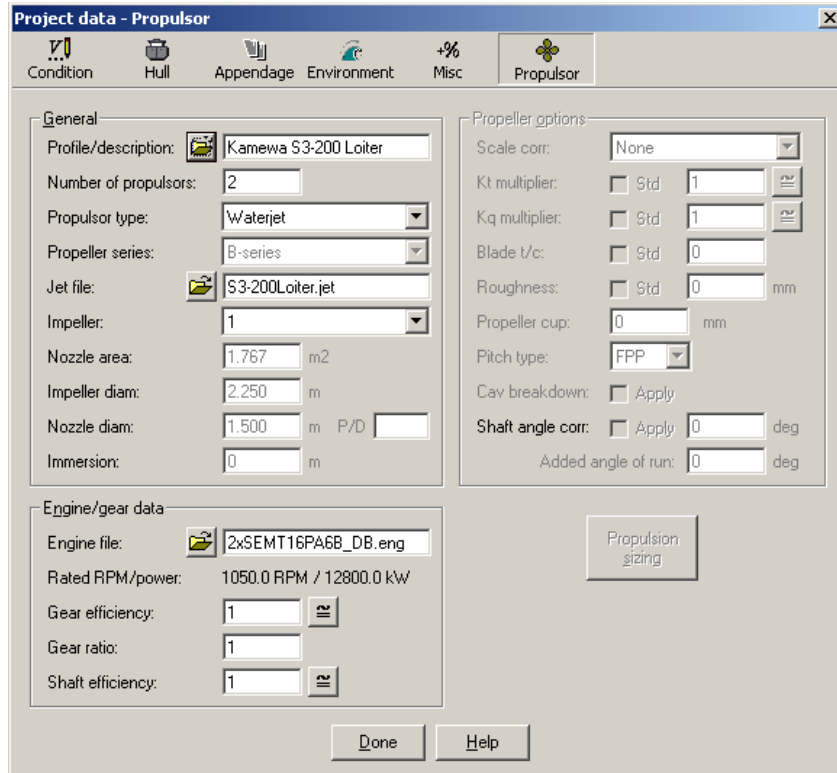 Project data - Propulsor
Condition Hull Appendage Environment +% Misc Propulsor
General
Profile/description: Kamewa S3-200 Loiter
Number of propulsors: 2
Propulsor type: Waterjet
Propeller series: B-series
Jet file: S3-200Loiter.jet
Impeller: 1
Nozzle area: 1.767 m2
Impeller diam: 2.250 m
Nozzle diam: 1.500 m P/D
Immersion: 0 m
Propeller options
Scale corr: None
Kt multiplier: Std 1 ≅
Kq multiplier: Std 1 ≅
Blade t/c: Std 0
Roughness: Std 0 mm
Propeller cup: 0 mm
Pitch type: FPP
Cav breakdown: Apply
Shaft angle corr: Apply 0 deg
Added angle of run: 0 deg
Engine/gear data
Engine file: 2xSEMT16PA6B_DB.eng
Rated RPM/power: 1050.0 RPM / 12800.0 kW
Gear efficiency: 1 ≅
Gear ratio: 1
Shaft efficiency: 1 ≅
Propulsion
sizing
Done Help